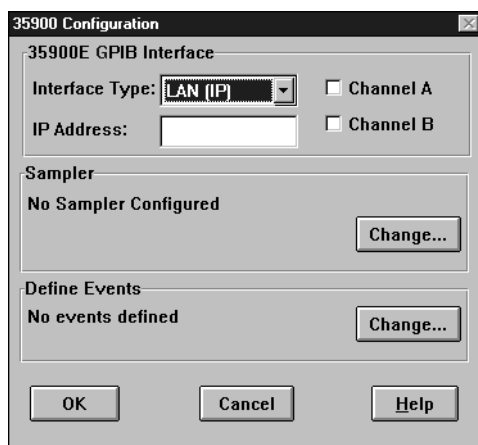 35900 Configuration
35900E GPIB Interface
Interface Type: LAN (IP)
Channel A
IP Address:
Channel B
Sampler
No Sampler Configured
Change...
Define Events
No events defined
Change...
OK
Cancel
Help